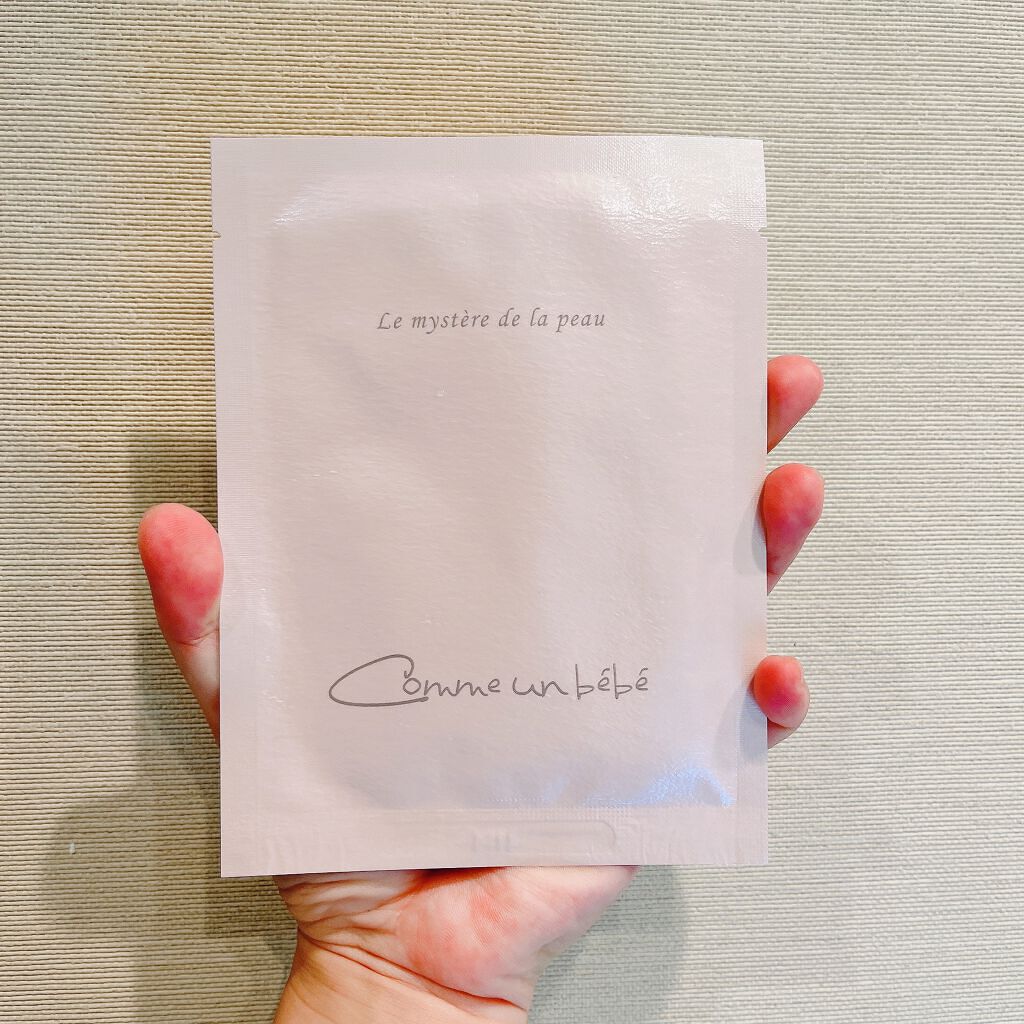 Le mystère de la peau
Comme un bébé